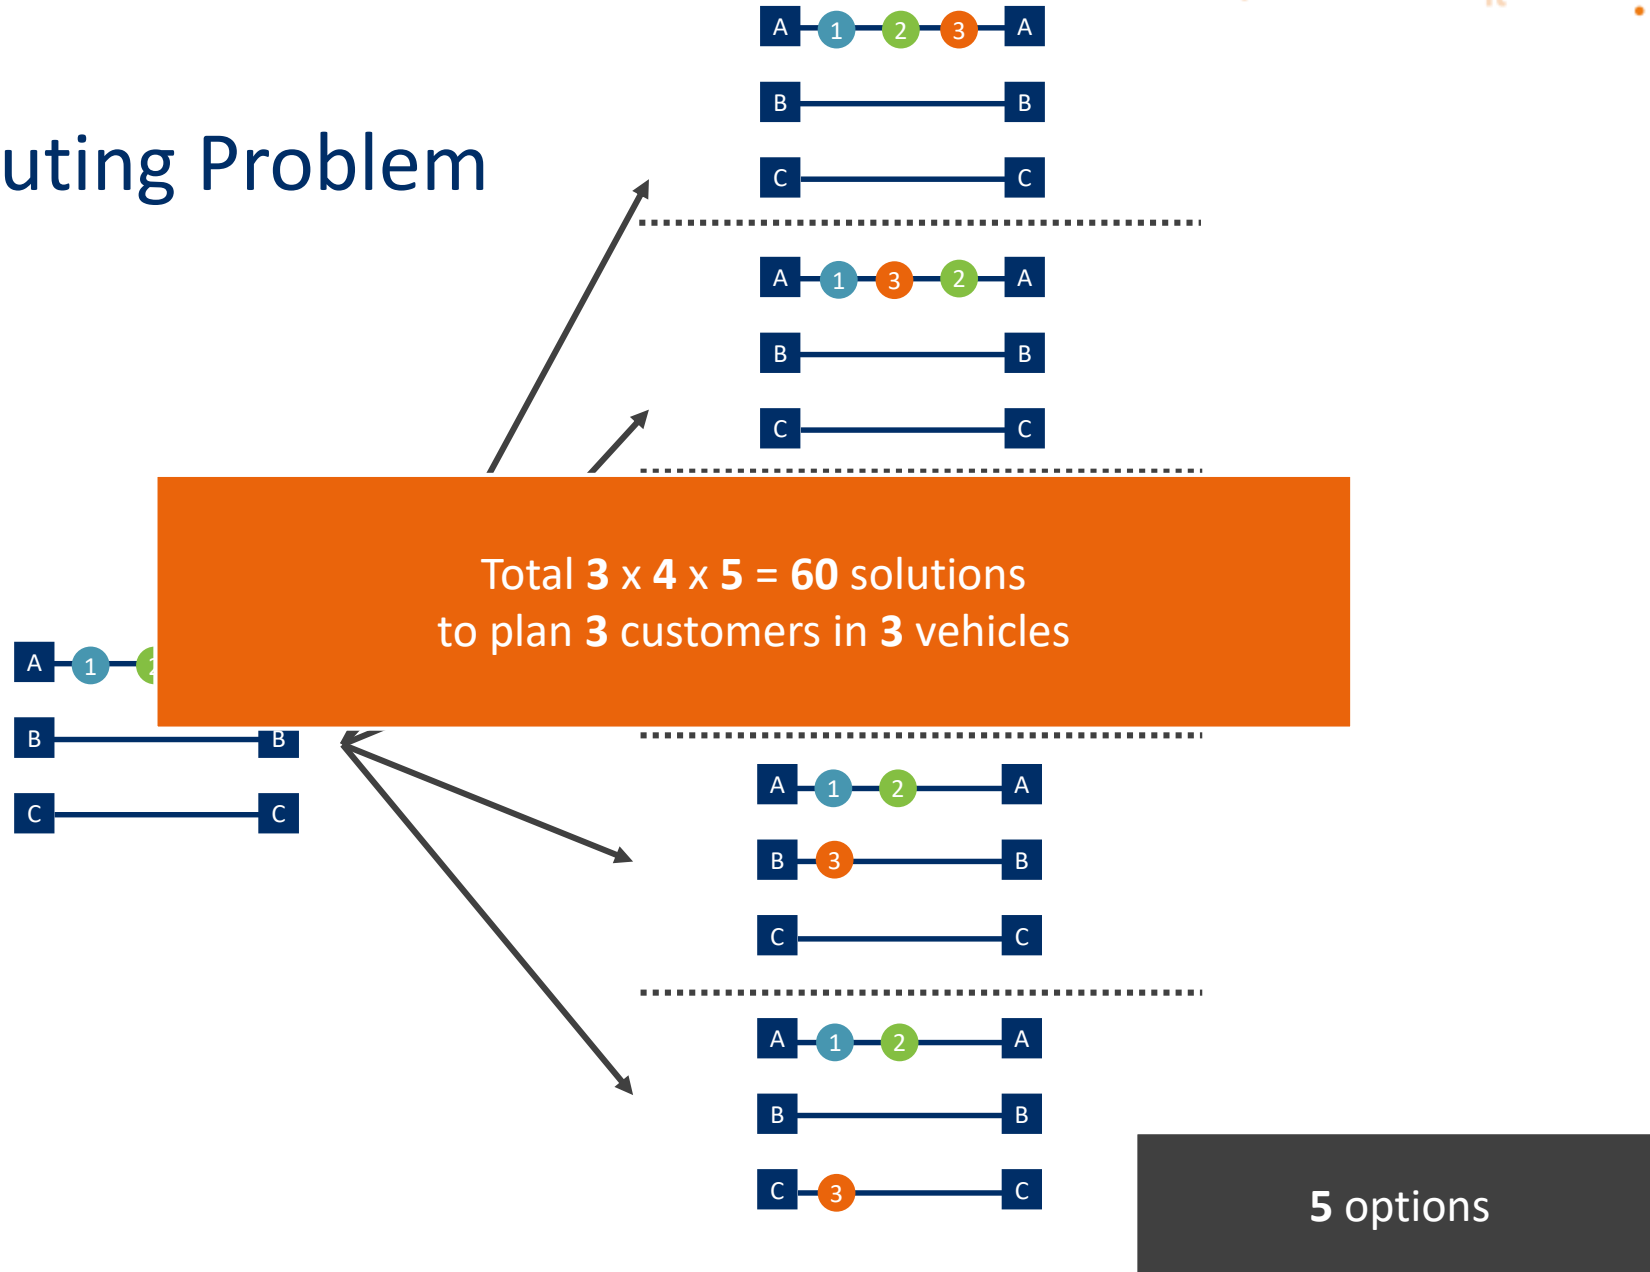 A 1 2 3 A
B B
C C
uting Problem
A 1 3 2 A
B B
C C
Total 3 x 4 x 5 = 60 solutions
to plan 3 customers in 3 vehicles
A 1 2
B B
C C
A 1 2 A
B 3 B
C C
A 1 2 A
B B
C 3 C
5 options